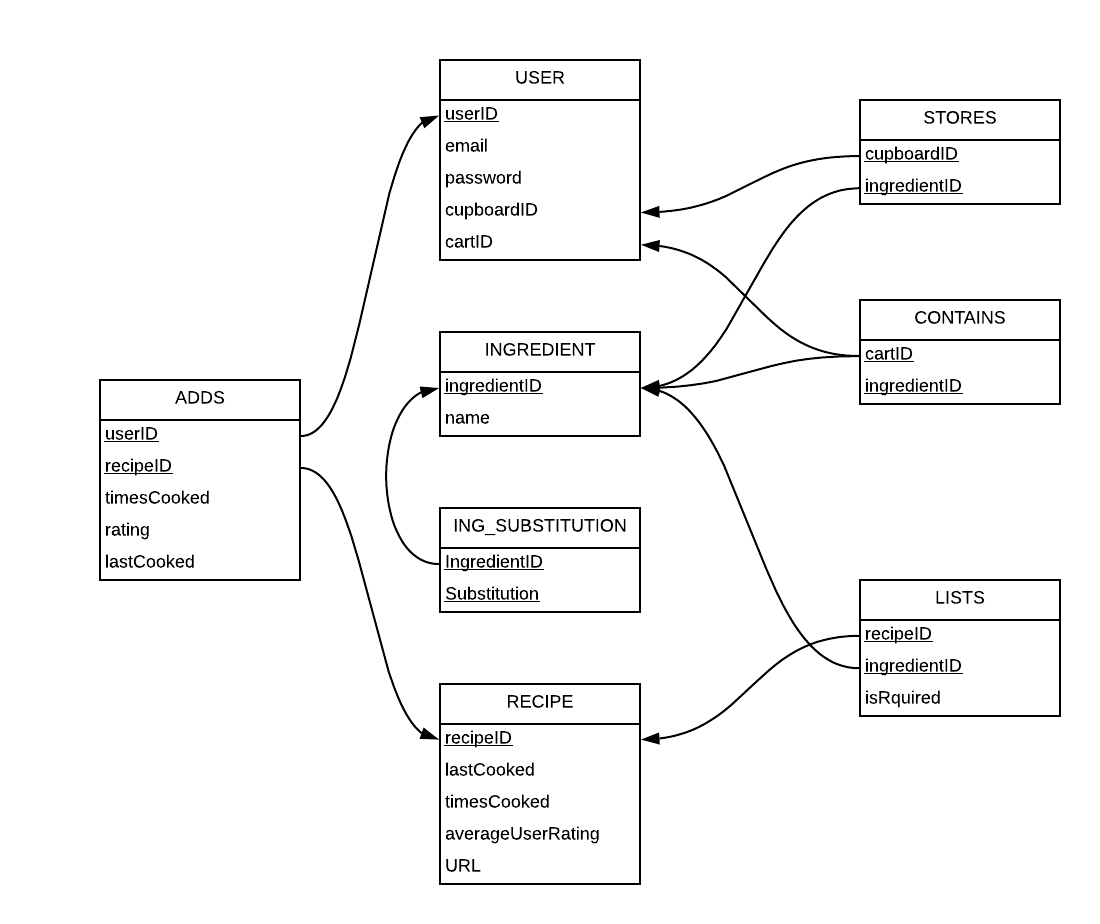 USER
userID
email
password
cupboardID
cartID
STORES
cupboardID
ingredientID
INGREDIENT
ingredientID
name
CONTAINS
cartID
ingredientID
ADDS
userID
recipeID
timesCooked
rating
lastCooked
ING_SUBSTITUTION
IngredientID
Substitution
LISTS
recipeID
ingredientID
isRquired
RECIPE
recipeID
lastCooked
timesCooked
averageUserRating
URL